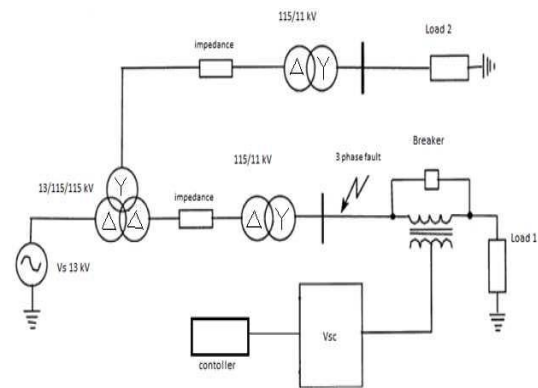 115/11 kV
Load 2
impedance
Breaker
115/11 kV
3 phase fault
13/115/115 kV
impedance
Load 1
Vs 13 kV
Vsc
contoller